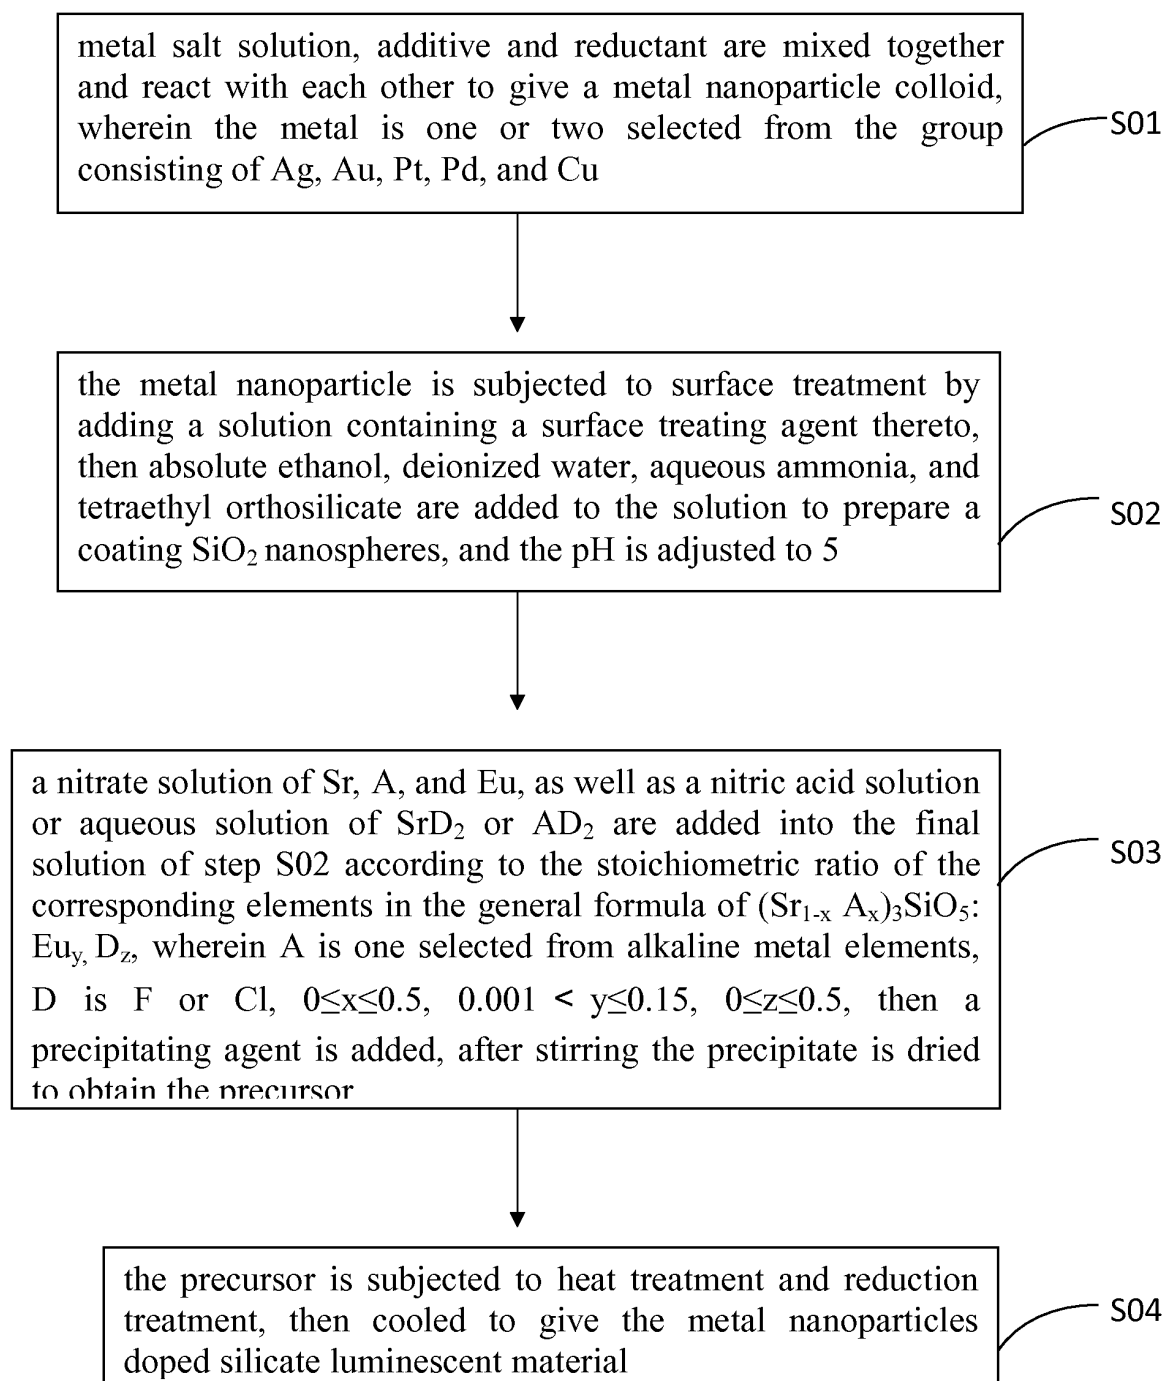 metal salt solution, additive and reductant are mixed together
and react with each other to give a metal nanoparticle colloid,
wherein the metal is one or two selected from the group
consisting of Ag, Au, Pt, Pd, and Cu
S01
the metal nanoparticle is subjected to surface treatment by
adding a solution containing a surface treating agent thereto,
then absolute ethanol, deionized water, aqueous ammonia, and
tetraethyl orthosilicate are added to the solution to prepare a
coating SiO₂ nanospheres, and the pH is adjusted to 5
S02
a nitrate solution of Sr, A, and Eu, as well as a nitric acid solution
or aqueous solution of SrD₂ or AD₂ are added into the final
solution of step S02 according to the stoichiometric ratio of the
corresponding elements in the general formula of (Sr₁₋ₓ Aₓ)₃SiO₅:
Eu_y, D_z, wherein A is one selected from alkaline metal elements,
D is F or Cl, 0≤x≤0.5, 0.001 < y≤0.15, 0≤z≤0.5, then a
precipitating agent is added, after stirring the precipitate is dried
to obtain the precursor
S03
the precursor is subjected to heat treatment and reduction
treatment, then cooled to give the metal nanoparticles
doped silicate luminescent material
S04